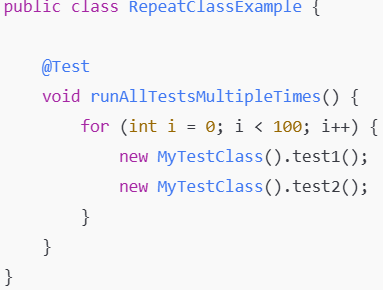 public class RepeatClassExample {
@Test
void runAllTestsMultipleTimes() {
for (int i = 0; i < 100; i++) {
new MyTestClass().test1();
new MyTestClass().test2();
}
}
}